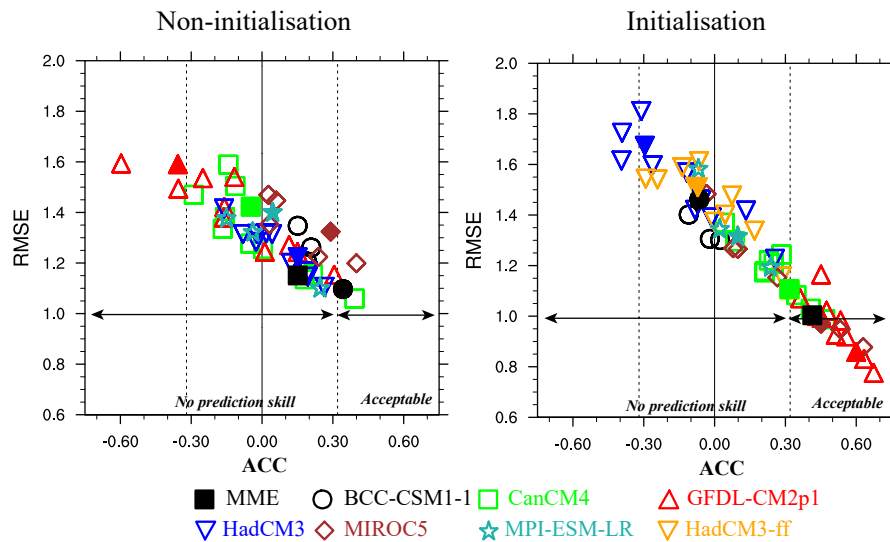 Non-initialisation
Initialisation
RMSE
2.0
1.8
1.6
1.4
1.2
1.0
0.8
0.6
No prediction skill
Acceptable
-0.60
-0.30
0.00
0.30
0.60
ACC
RMSE
2.0
1.8
1.6
1.4
1.2
1.0
0.8
0.6
No prediction skill
Acceptable
-0.60
-0.30
0.00
0.30
0.60
ACC
MME BCC-CSM1-1 CanCM4 GFDL-CM2p1
HadCM3 MIROC5 MPI-ESM-LR HadCM3-ff